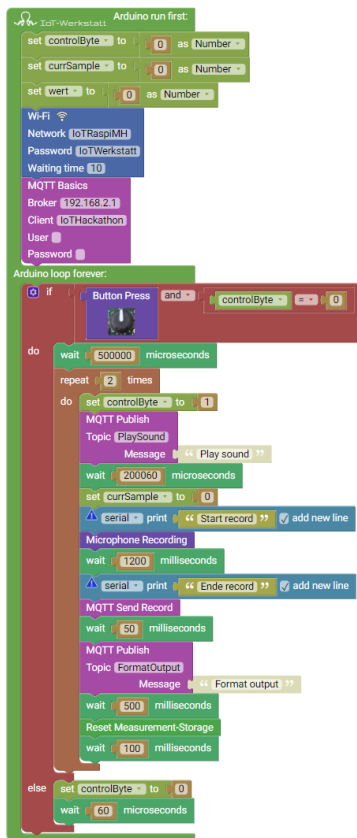 IoT-Werkstatt Arduino run first:
set controlByte to 0 as Number
set currSample to 0 as Number
set wert to 0 as Number
Wi-Fi
Network IoTRaspiMH
Password IoTWerkstatt
Waiting time 10
MQTT Basics
Broker 192.168.2.1
Client IoTHackathon
User
Password
Arduino loop forever:
if Button Press and controlByte = 0
do wait 500000 microseconds
repeat 2 times
do set controlByte to 1
MQTT Publish
Topic PlaySound
Message “ Play sound ”
wait 200060 microseconds
set currSample to 0
serial print “ Start record ” add new line
Microphone Recording
wait 1200 milliseconds
serial print “ Ende record ” add new line
MQTT Send Record
wait 50 milliseconds
MQTT Publish
Topic FormatOutput
Message “ Format output ”
wait 500 milliseconds
Reset Measurement-Storage
wait 100 milliseconds
else set controlByte to 0
wait 60 microseconds